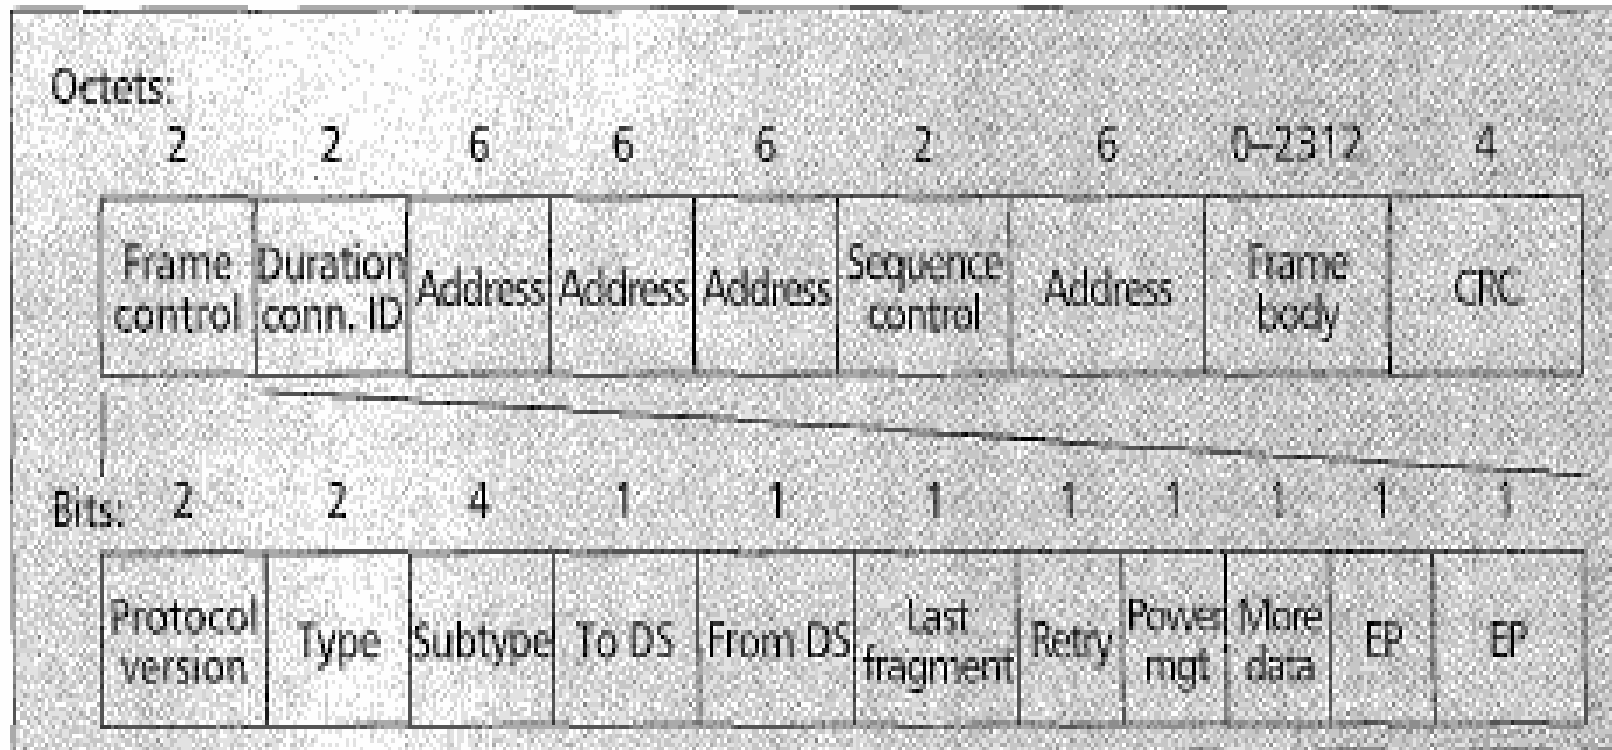 Octets:
2 2 6 6 6 2 6 0–2312 4
Frame control
Duration conn. ID
Address
Address
Address
Sequence control
Address
Frame body
CRC
Bits: 2 2 4 1 1 1 1 1 1 1 1
Protocol version
Type
Subtype
To DS
From DS
Last fragment
Retry
Power mgt
More data
EP
EP